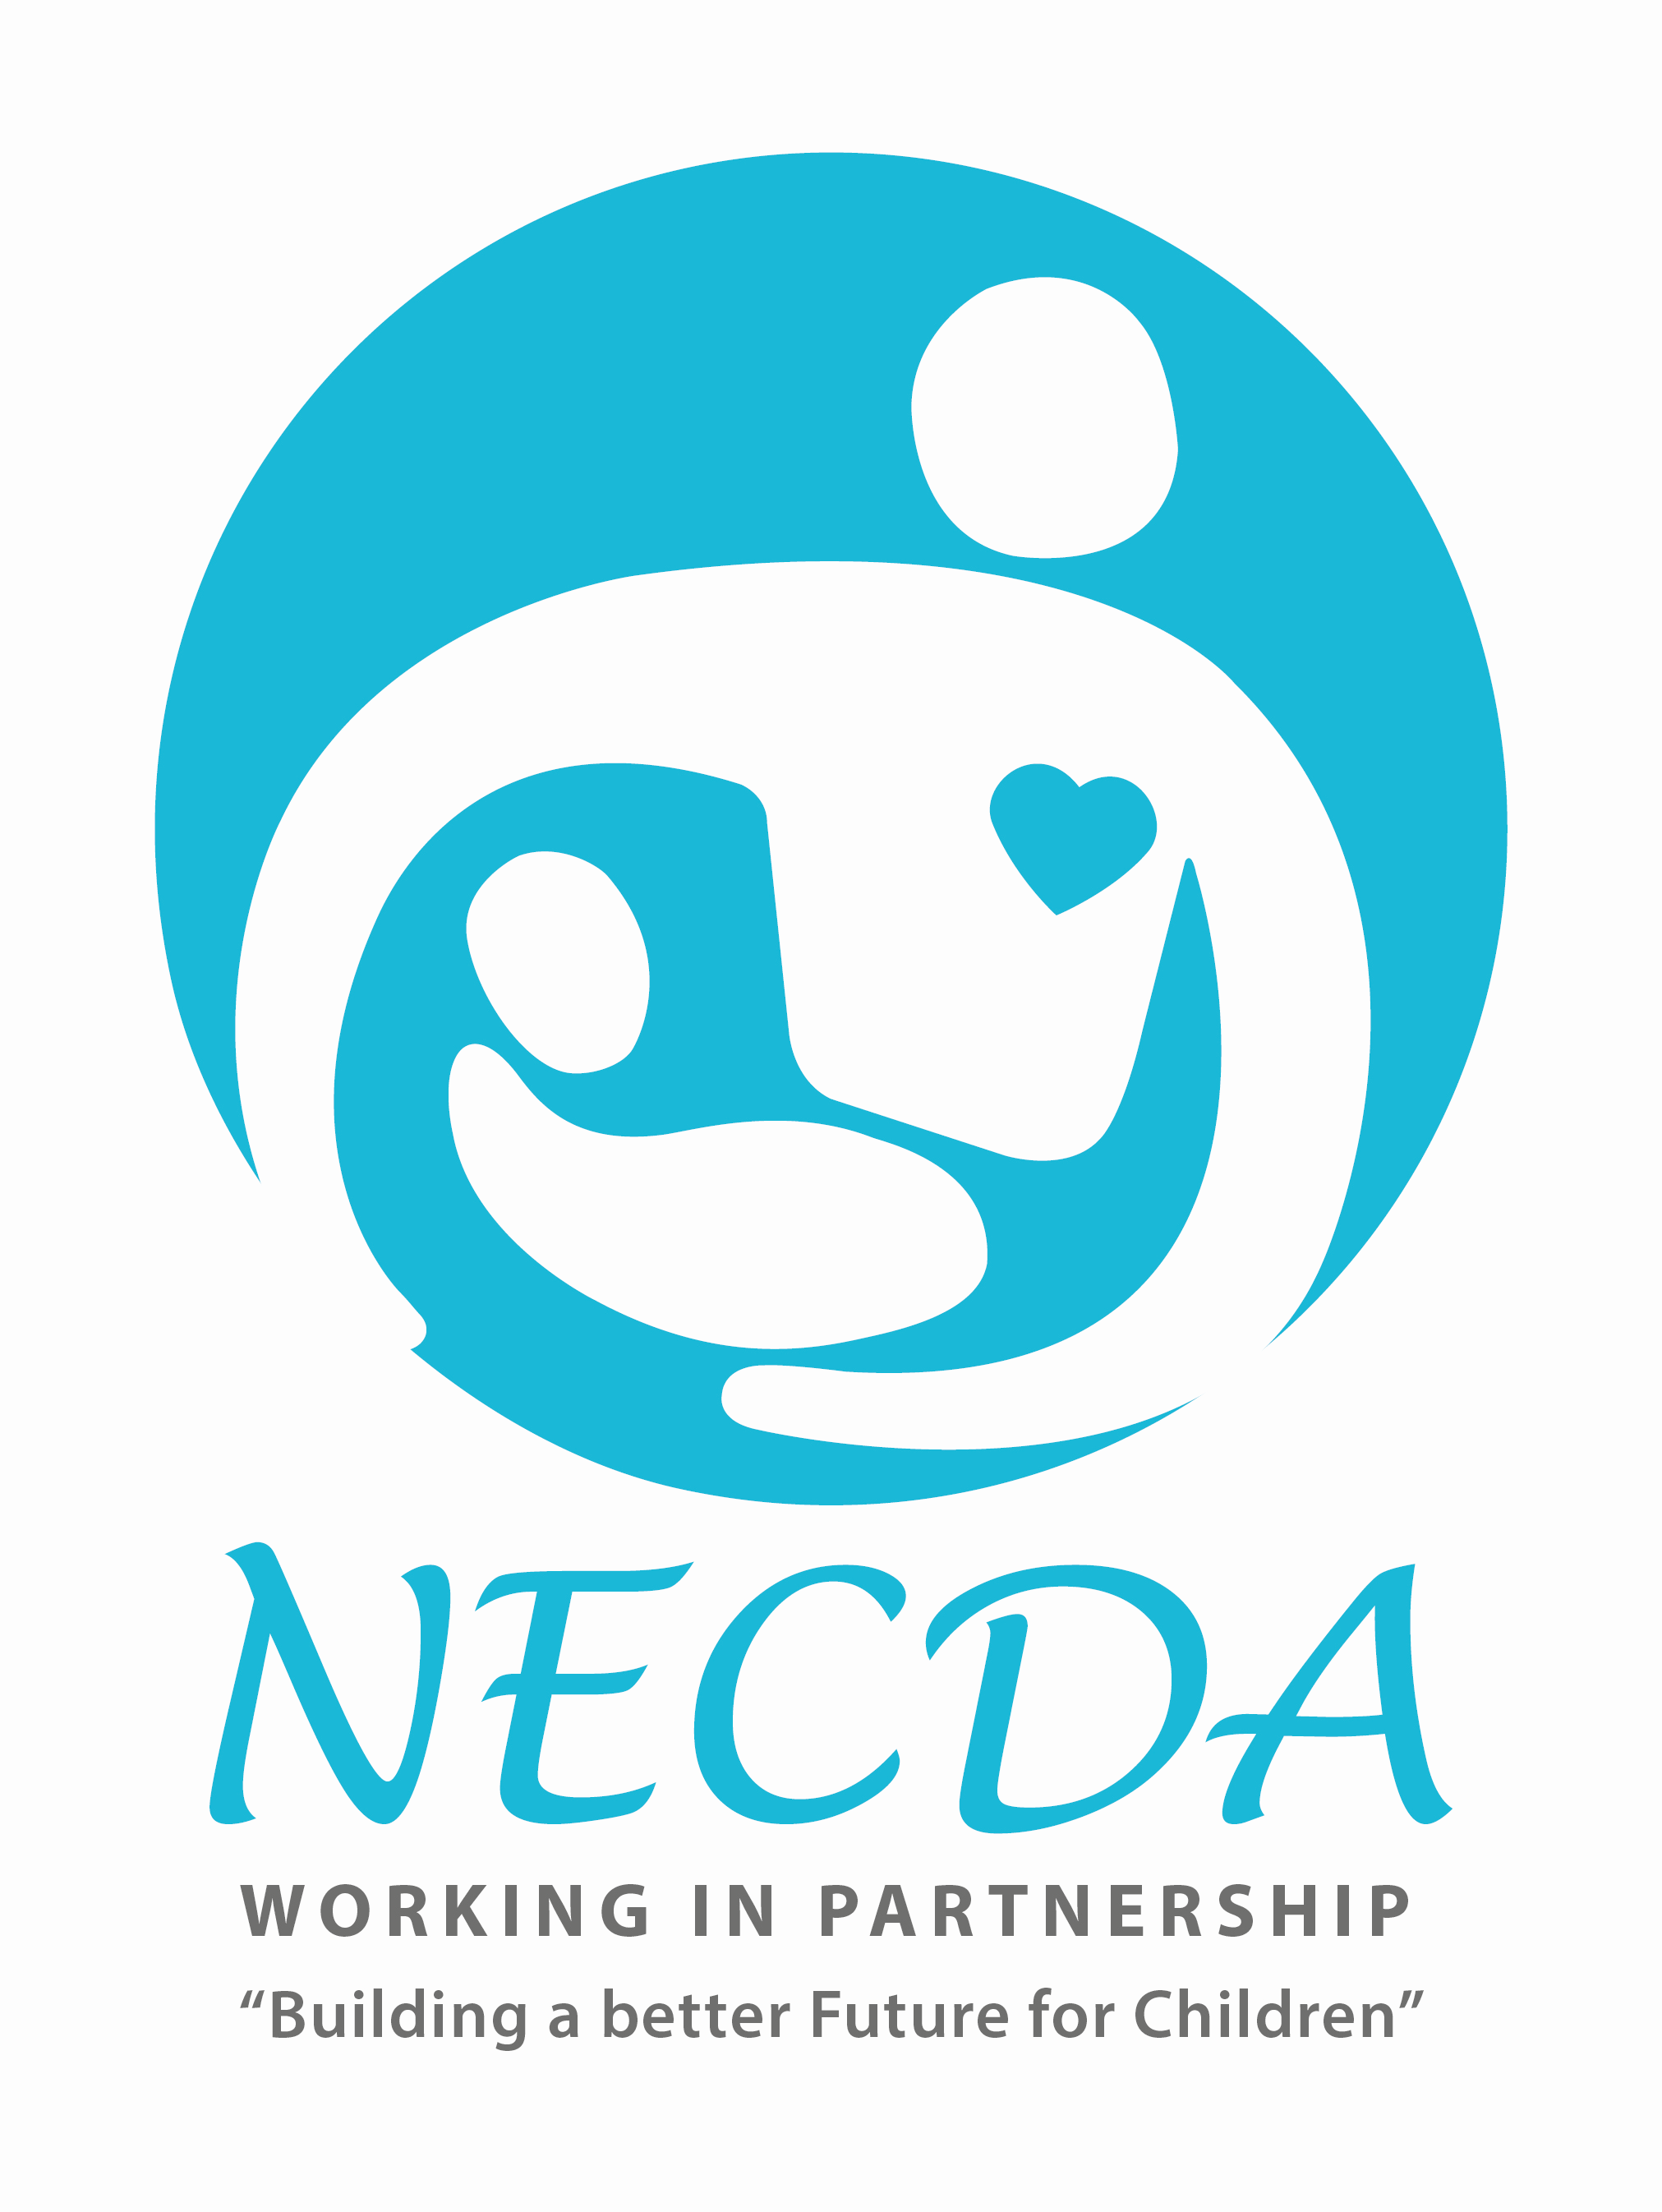 NECDA
WORKING IN PARTNERSHIP
“Building a better Future for Children”